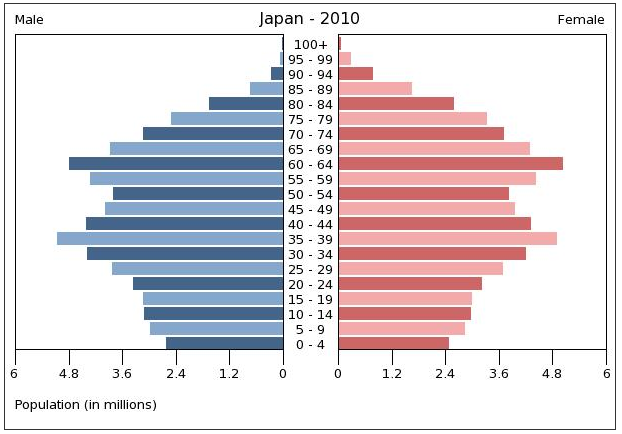 Japan - 2010
Male
Female
100+
95 - 99
90 - 94
85 - 89
80 - 84
75 - 79
70 - 74
65 - 69
60 - 64
55 - 59
50 - 54
45 - 49
40 - 44
35 - 39
30 - 34
25 - 29
20 - 24
15 - 19
10 - 14
5 - 9
0 - 4
6 4.8 3.6 2.4 1.2 0 0 1.2 2.4 3.6 4.8 6
Population (in millions)